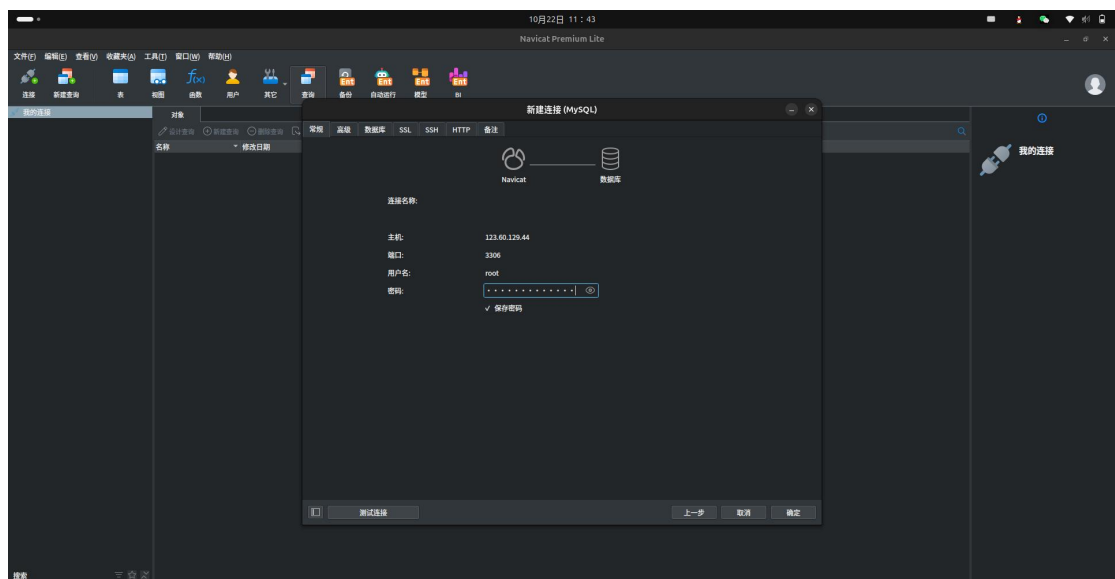 10月22日 11：43
Navicat Premium Lite
文件(F) 编辑(E) 查看(V) 收藏夹(A) 工具(T) 窗口(W) 帮助(H)
f(x) Ent Ent Ent Ent
连接 新建查询 表 视图 函数 用户 其它 查询 备份 自动运行 模型 BI
我的连接
对象
设计查询 新建查询 删除查询
名称 修改日期
新建连接 (MySQL)
常规 高级 数据库 SSL SSH HTTP 备注
Navicat 数据库
连接名称:
主机: 123.60.129.44
端口: 3306
用户名: root
密码: •••••••••••••
✓ 保存密码
测试连接 上一步 取消 确定
我的连接
搜索